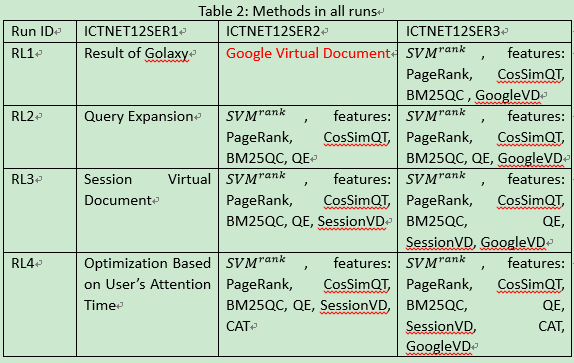 Table 2: Methods in all runs
Run ID ICTNET12SER1 ICTNET12SER2 ICTNET12SER3
RL1 Result of Golaxy Google Virtual Document SVM^rank , features:
PageRank, CosSimQT,
BM25QC , GoogleVD
RL2 Query Expansion SVM^rank , features: SVM^rank , features:
PageRank, CosSimQT, PageRank, CosSimQT,
BM25QC, QE BM25QC, QE, GoogleVD
RL3 Session Virtual SVM^rank , features: SVM^rank , features:
Document PageRank, CosSimQT, PageRank, CosSimQT,
BM25QC, QE, SessionVD BM25QC, QE,
SessionVD, GoogleVD
RL4 Optimization Based SVM^rank , features: SVM^rank , features:
on User's Attention PageRank, CosSimQT, PageRank, CosSimQT,
Time BM25QC, QE, SessionVD, BM25QC, QE,
CAT SessionVD, CAT,
GoogleVD